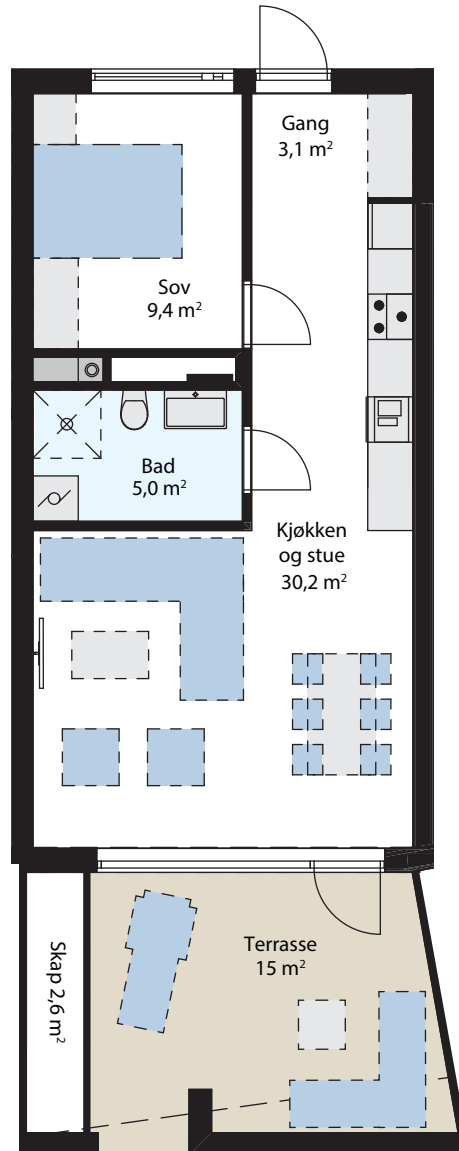 Gang
3,1 m²
Sov
9,4 m²
Bad
5,0 m²
Kjøkken
og stue
30,2 m²
Terrasse
15 m²
Skap 2,6 m²